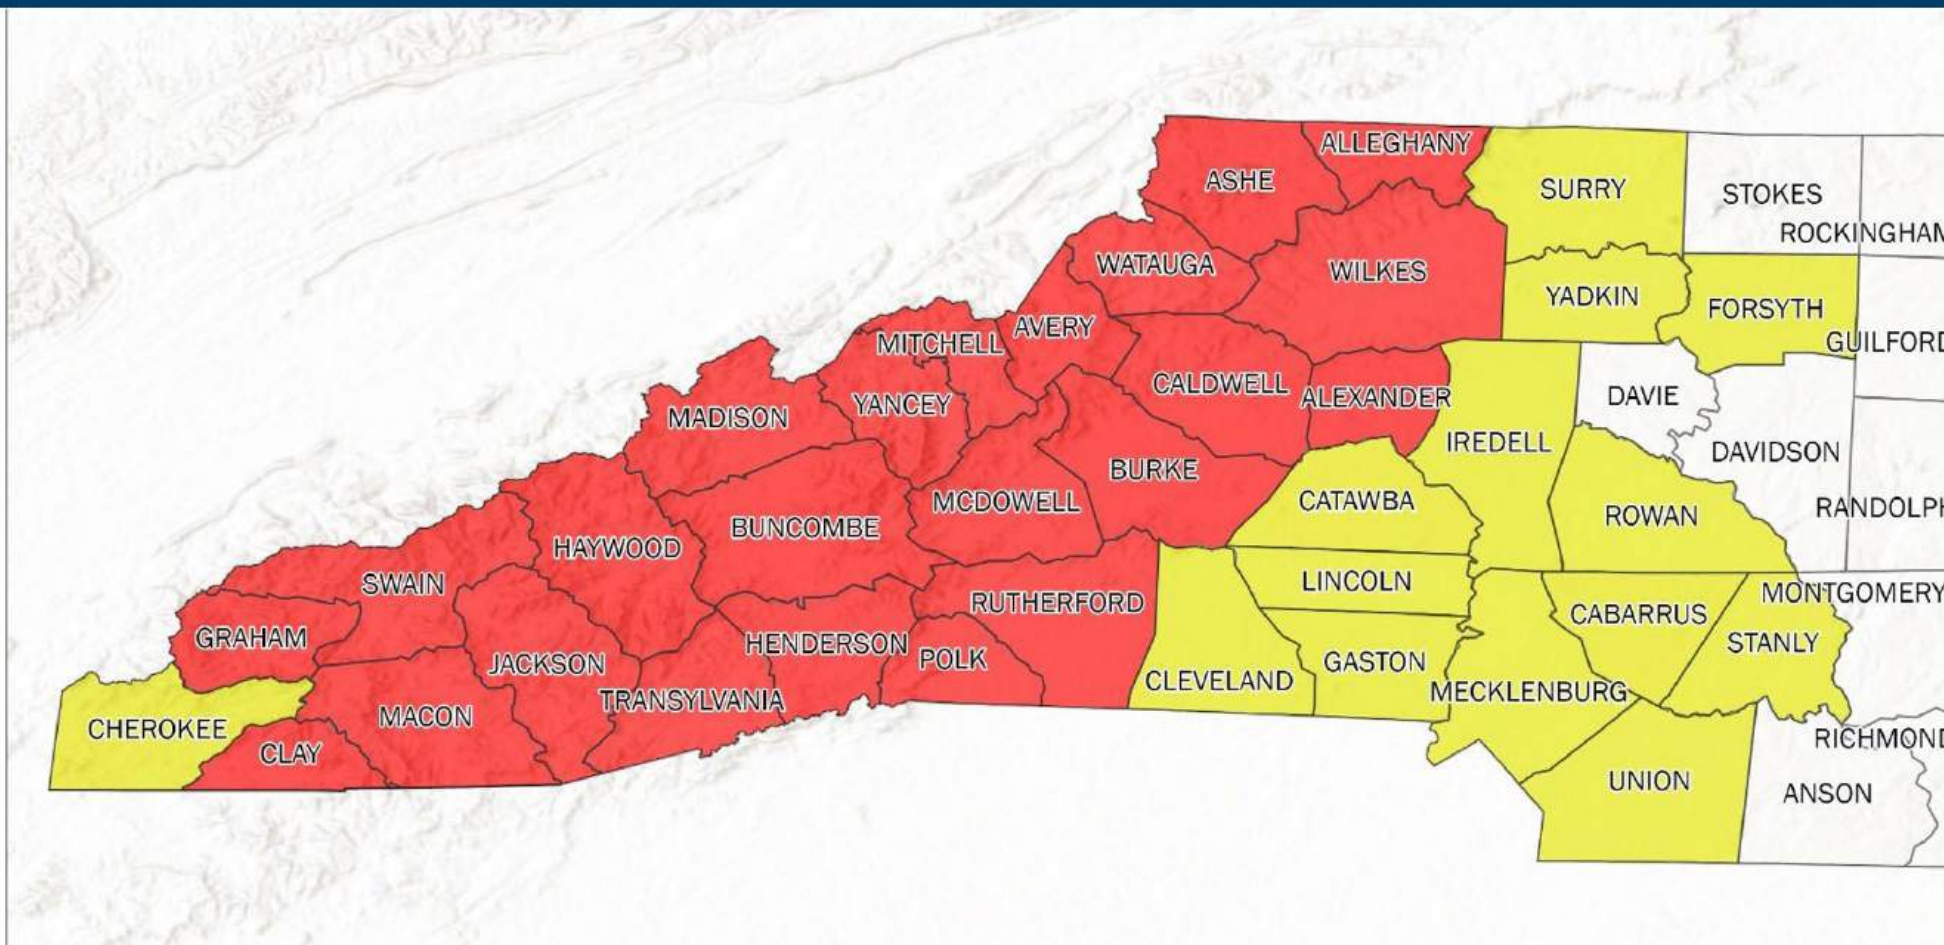 ALLEGHANY
ASHE
SURRY
STOKES
ROCKINGHAM
WATAUGA
WILKES
YADKIN
FORSYTH
AVERY
MITCHELL
GUILFORD
CALDWELL
ALEXANDER
DAVIE
YANCEY
MADISON
IREDELL
DAVIDSON
BURKE
MCDOWELL
CATAWBA
RANDOLPH
ROWAN
BUNCOMBE
HAYWOOD
SWAIN
LINCOLN
MONTGOMERY
RUTHERFORD
CABARRUS
GRAHAM
HENDERSON
STANLY
JACKSON
POLK
GASTON
CLEVELAND
MECKLENBURG
TRANSYLVANIA
MACON
CHEROKEE
RICHMOND
CLAY
UNION
ANSON